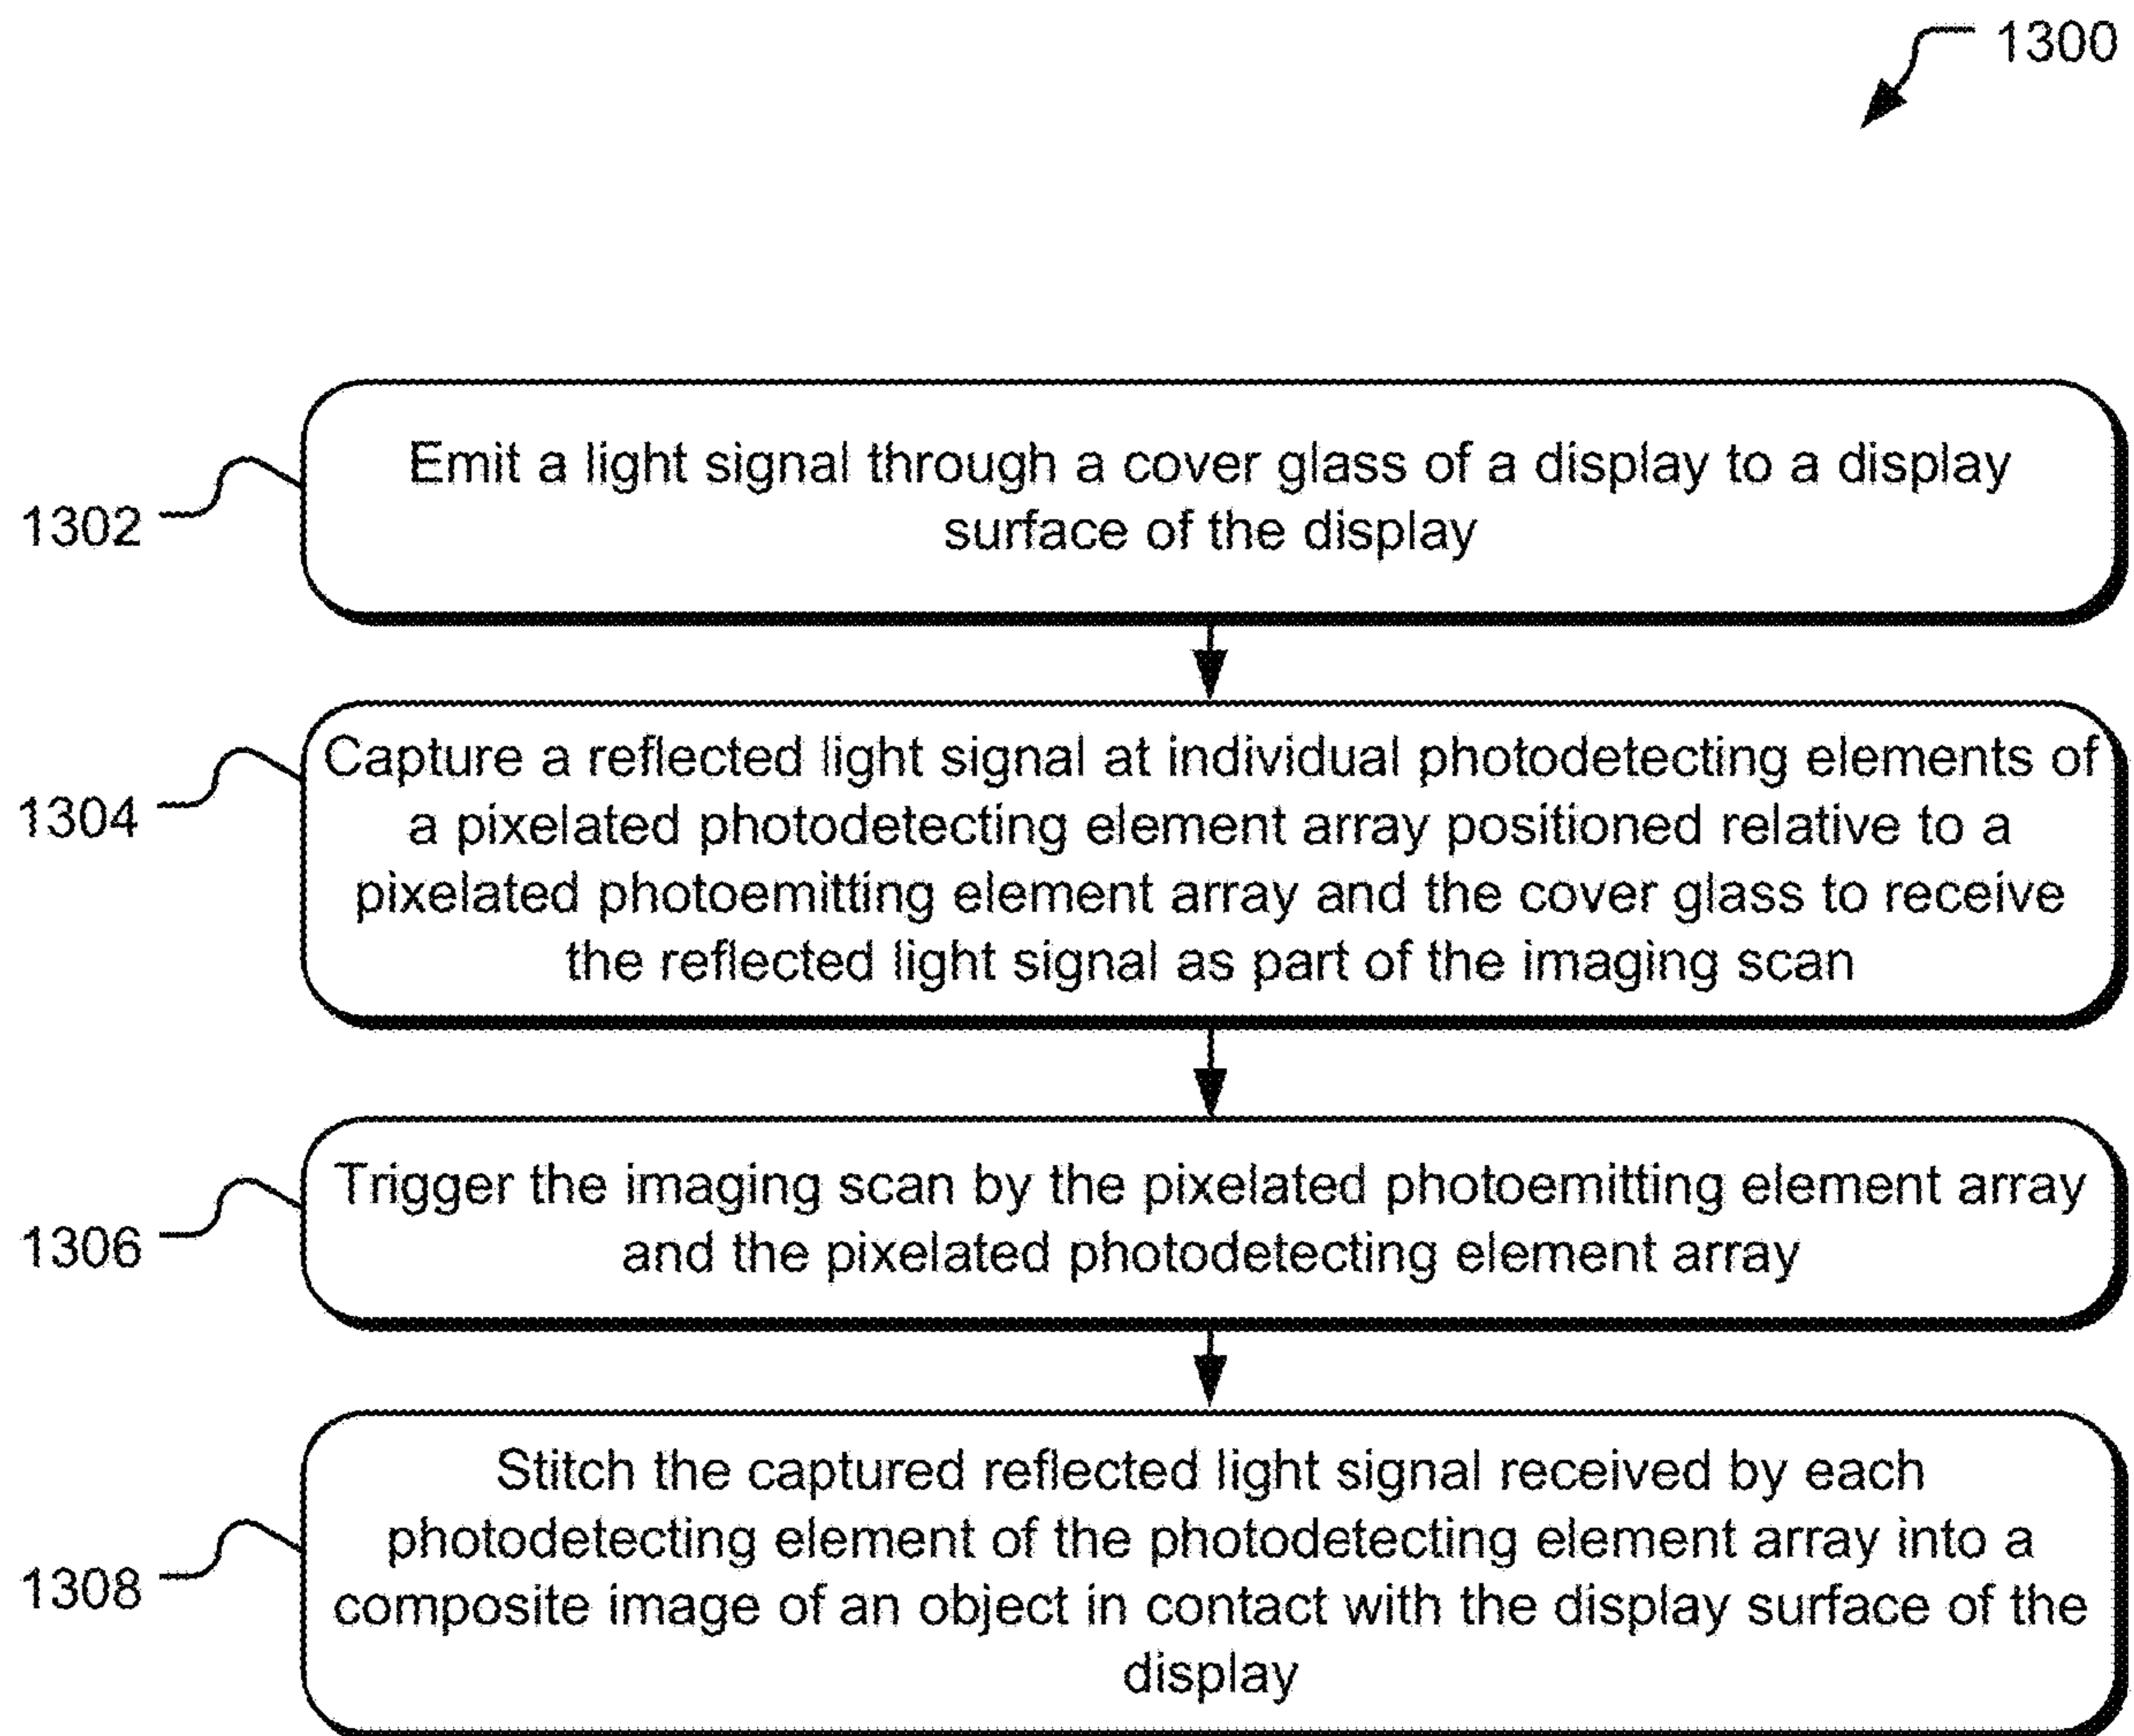 1300
Emit a light signal through a cover glass of a display to a display
surface of the display
1302
Capture a reflected light signal at individual photodetecting elements of
a pixelated photodetecting element array positioned relative to a
pixelated photoemitting element array and the cover glass to receive
the reflected light signal as part of the imaging scan
1304
Trigger the imaging scan by the pixelated photoemitting element array
and the pixelated photodetecting element array
1306
Stitch the captured reflected light signal received by each
photodetecting element of the photodetecting element array into a
composite image of an object in contact with the display surface of the
display
1308